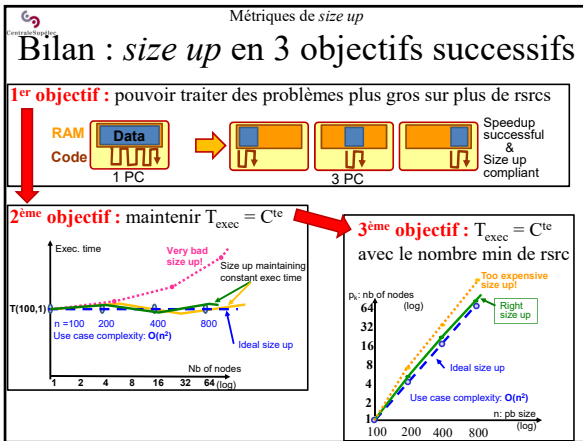 CentraleSupélec
Métriques de size up
Bilan : size up en 3 objectifs successifs
1er objectif : pouvoir traiter des problèmes plus gros sur plus de rsrcs
RAM
Data
Code
1 PC
3 PC
Speedup
successful
&
Size up
compliant
2ème objectif : maintenir Texec = Cte
Exec. time
Very bad
size up!
Size up maintaining
constant exec time
T(100,1)
n =100 200 400 800
Use case complexity: O(n²)
Ideal size up
Nb of nodes
1 2 4 8 16 32 64 (log)
3ème objectif : Texec = Cte
avec le nombre min de rsrc
Too expensive
size up!
pk: nb of nodes
(log)
64
32
16
8
4
2
1
Right
size up
Ideal size up
Use case complexity: O(n²)
n: pb size
(log)
100 200 400 800